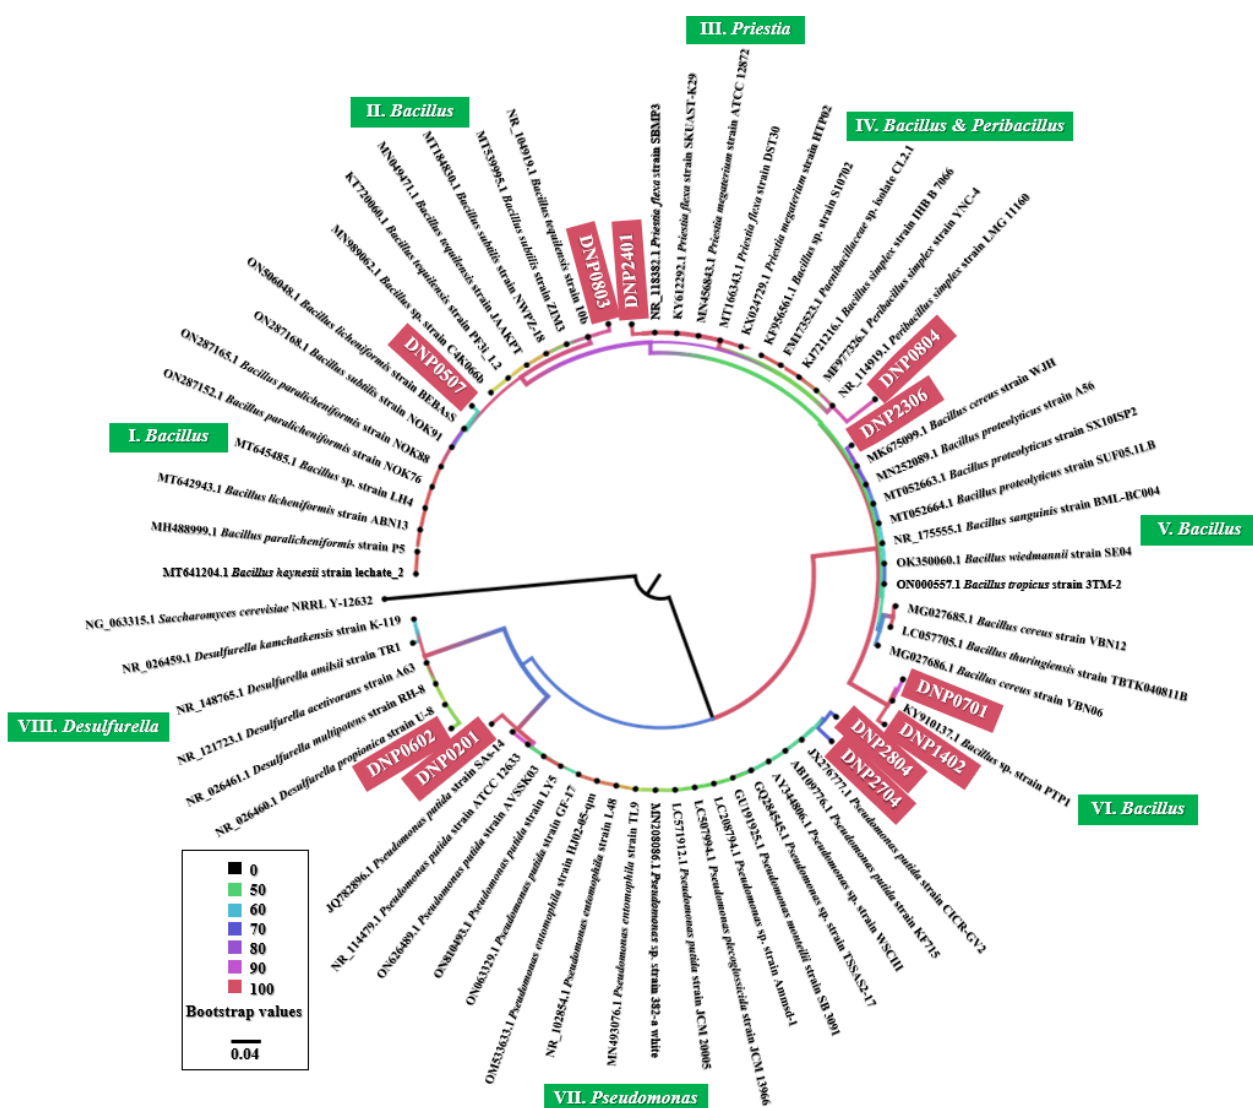 III. Priestia
II. Bacillus
IV. Bacillus & Peribacillus
I. Bacillus
V. Bacillus
VI. Bacillus
VIII. Desulfurella
VII. Pseudomonas
MT641204.1 Bacillus haynesii strain lechate_2
MH488999.1 Bacillus paralicheniformis strain P5
MT642943.1 Bacillus licheniformis strain ABN13
MT645485.1 Bacillus sp. strain LH4
ON287152.1 Bacillus paralicheniformis strain NOK76
ON287165.1 Bacillus paralicheniformis strain NOK88
ON287168.1 Bacillus subtilis strain NOK91
ON506048.1 Bacillus licheniformis strain BEBAsS
DNP0507
MN989062.1 Bacillus sp. strain C4K066b
KT720060.1 Bacillus tequilensis strain PF3i_1.2
MN049471.1 Bacillus tequilensis strain JAAKPT
MT184830.1 Bacillus subtilis strain NWPZ-18
MT539995.1 Bacillus subtilis strain ZIM3
NR_104919.1 Bacillus tequilensis strain 10b
DNP0803
DNP2401
NR_118382.1 Priestia flexa strain SBMP3
KY612292.1 Priestia flexa strain SKUAST-K29
MN456843.1 Priestia megaterium strain ATCC 12872
MT166343.1 Priestia flexa strain DST30
KX024729.1 Priestia megaterium strain HTP02
KF956561.1 Bacillus sp. strain S10702
FM173523.1 Paenibacillaceae sp. isolate CL2.1
KJ721216.1 Bacillus simplex strain IHB B 7066
MF977326.1 Peribacillus simplex strain YNC-4
NR_114919.1 Peribacillus simplex strain LMG 11160
DNP0804
DNP2306
MK675099.1 Bacillus cereus strain WJH
MN252089.1 Bacillus proteolyticus strain A56
MT052663.1 Bacillus proteolyticus strain SX10ISP2
MT052664.1 Bacillus proteolyticus strain SUF05.1LB
NR_175555.1 Bacillus sanguinis strain BML-BC004
OK350060.1 Bacillus wiedmannii strain SE04
ON000557.1 Bacillus tropicus strain 3TM-2
MG027685.1 Bacillus cereus strain VBN12
LC057705.1 Bacillus thuringiensis strain TBTK040811B
MG027686.1 Bacillus cereus strain VBN06
DNP0701
KY910137.1 Bacillus sp. strain PTP1
DNP1402
DNP2804
DNP2704
JX276777.1 Pseudomonas putida strain CICR-GV2
AB109776.1 Pseudomonas putida strain KF715
AY344806.1 Pseudomonas sp. strain WSCIII
GQ284545.1 Pseudomonas sp. strain TSSAS2-17
GU191925.1 Pseudomonas monteilii strain SB 3091
LC208794.1 Pseudomonas sp. strain Ammsd-1
LC507994.1 Pseudomonas plecoglossicida strain JCM 13966
LC571912.1 Pseudomonas putida strain JCM 20005
MN208086.1 Pseudomonas sp. strain 382-a white
MN493076.1 Pseudomonas entomophila strain TL9
NR_102854.1 Pseudomonas entomophila strain L48
OM533633.1 Pseudomonas entomophila strain HJ02-05-qm
ON063329.1 Pseudomonas putida strain GF-17
ON810493.1 Pseudomonas putida strain LY5
ON626489.1 Pseudomonas putida strain AVSSK03
NR_114479.1 Pseudomonas putida strain ATCC 12633
JQ782896.1 Pseudomonas putida strain SAs-14
DNP0201
DNP0602
NR_026460.1 Desulfurella propionica strain U-8
NR_026461.1 Desulfurella multipotens strain RH-8
NR_121723.1 Desulfurella acetivorans strain A63
NR_148765.1 Desulfurella amilsii strain TR1
NR_026459.1 Desulfurella kamchatkensis strain K-119
NG_063315.1 Saccharomyces cerevisiae NRRL Y-12632
0
50
60
70
80
90
100
Bootstrap values
0.04